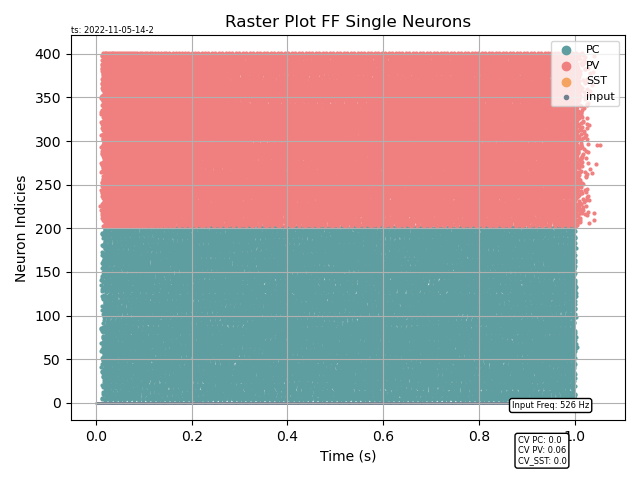 Raster Plot FF Single Neurons
ts: 2022-11-05-14-2
PC
PV
SST
input
Neuron Indicies
400
350
300
250
200
150
100
50
0
Input Freq: 526 Hz
0.0 0.2 0.4 0.6 0.8 1.0
Time (s)
CV PC: 0.0
CV PV: 0.06
CV_SST: 0.0